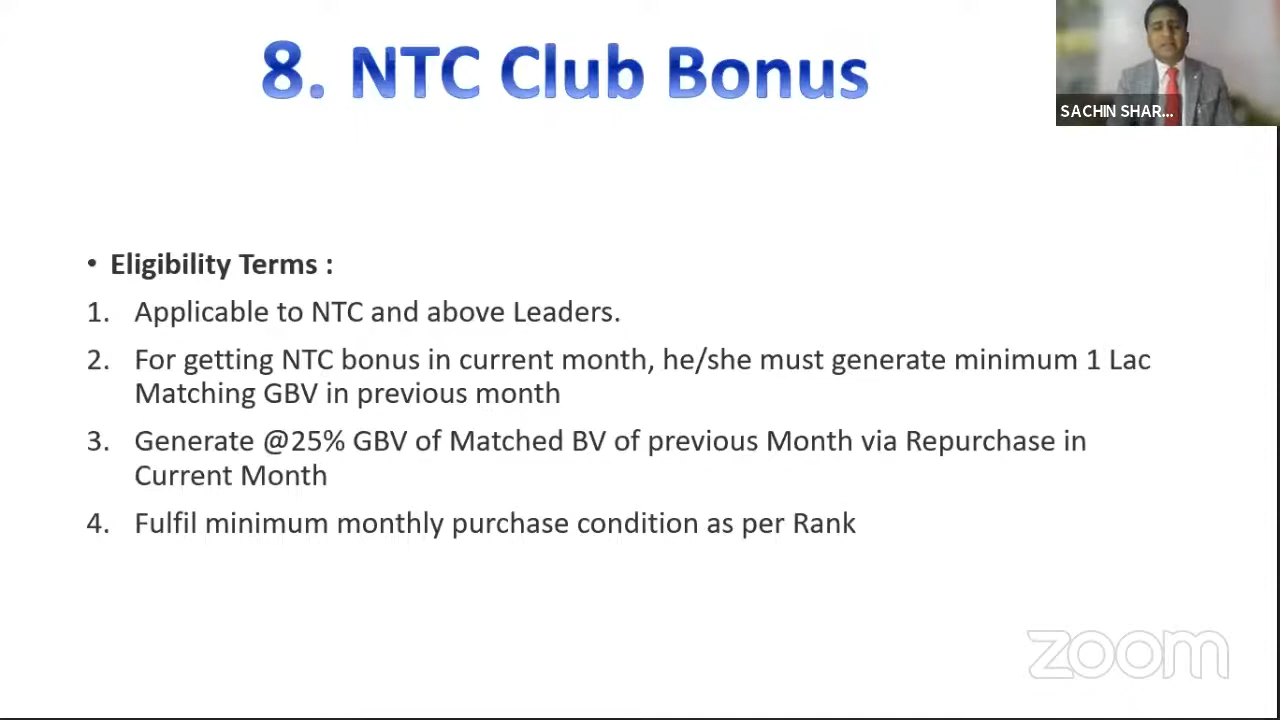 8. NTC Club Bonus
SACHIN SHAR...
• Eligibility Terms :
1. Applicable to NTC and above Leaders.
2. For getting NTC bonus in current month, he/she must generate minimum 1 Lac
Matching GBV in previous month
3. Generate @25% GBV of Matched BV of previous Month via Repurchase in
Current Month
4. Fulfil minimum monthly purchase condition as per Rank
zoom